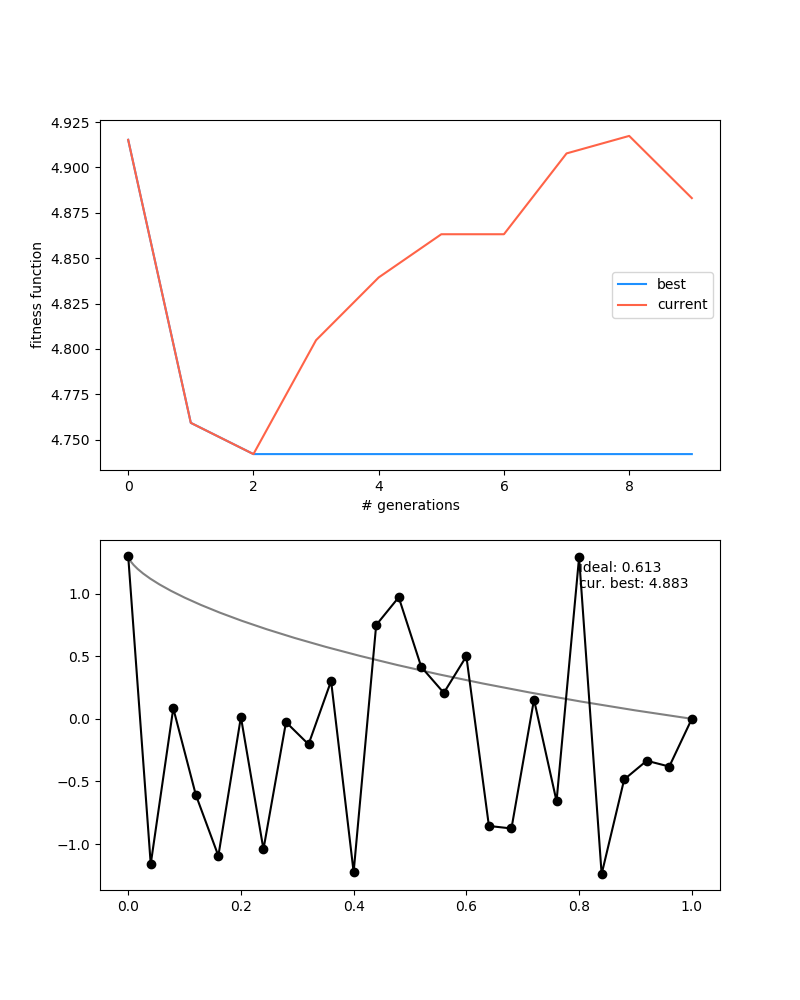 4.925
4.900
4.875
4.850
4.825
4.800
4.775
4.750
fitness function
best
current
0 2 4 6 8
# generations
ideal: 0.613
cur. best: 4.883
1.0
0.5
0.0
−0.5
−1.0
0.0 0.2 0.4 0.6 0.8 1.0